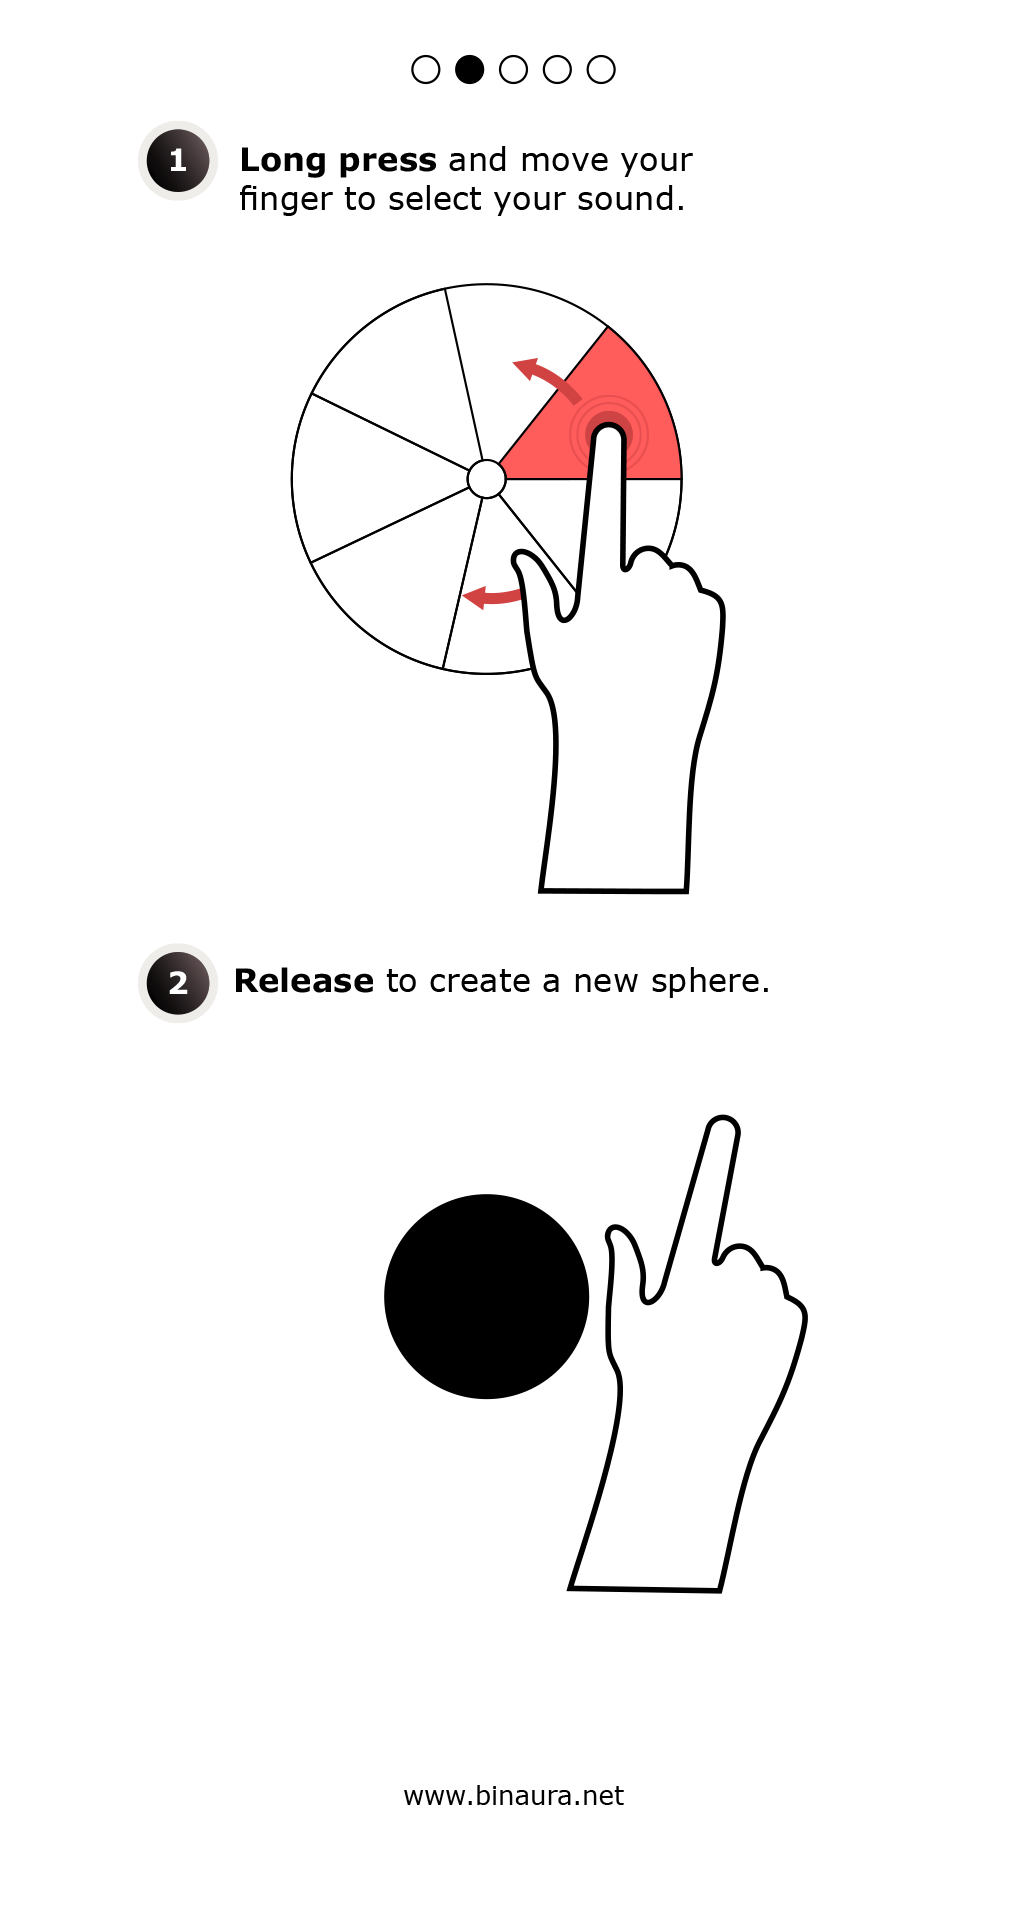 1
Long press and move your
finger to select your sound.
2
Release to create a new sphere.
www.binaura.net